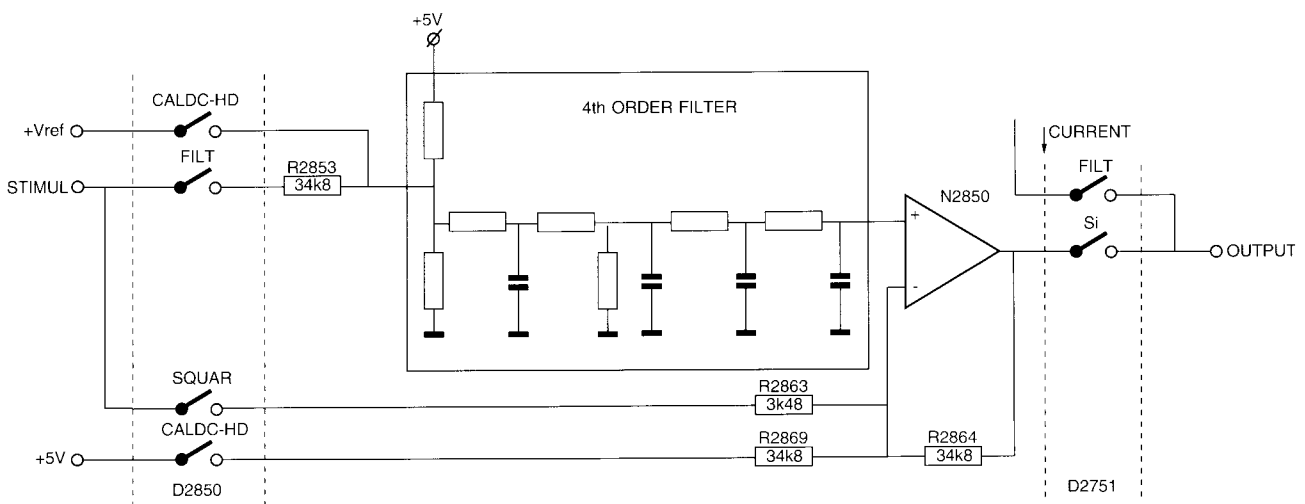 +5V
CALDC-HD
4th ORDER FILTER
+Vref
CURRENT
FILT
R2853
STIMUL
34k8
FILT
N2850
+
Si
OUTPUT
-
SQUAR
R2863
3k48
CALDC-HD
R2869
R2864
+5V
34k8
34k8
D2850
D2751